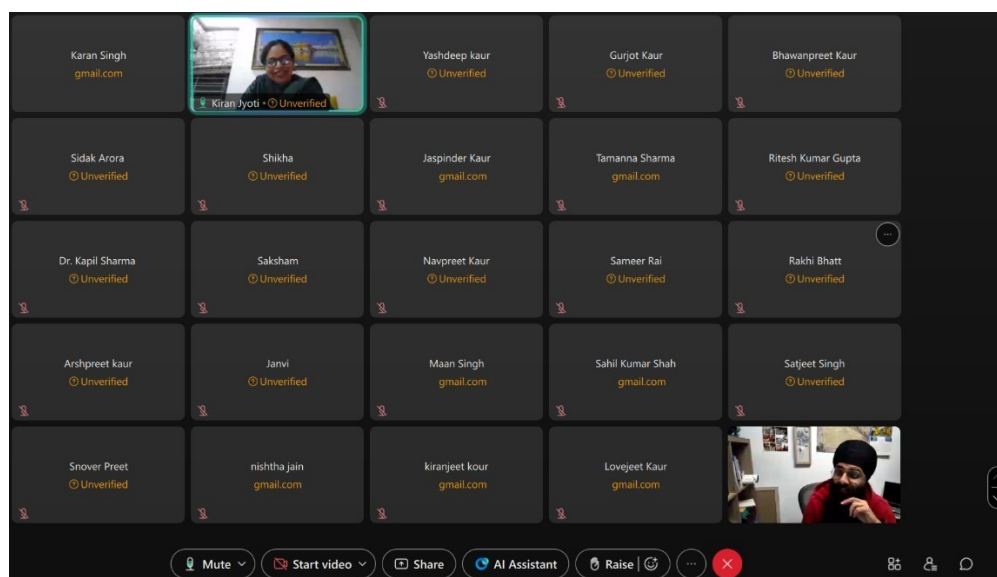 Karan Singh
gmail.com
Kiran Jyoti • Unverified
Yashdeep kaur
Unverified
Gurjot Kaur
Unverified
Bhawanpreet Kaur
Unverified
Sidak Arora
Unverified
Shikha
Unverified
Jaspinder Kaur
gmail.com
Tamanna Sharma
gmail.com
Ritesh Kumar Gupta
Unverified
Dr. Kapil Sharma
Unverified
Saksham
Unverified
Navpreet Kaur
Unverified
Sameer Rai
Unverified
Rakhi Bhatt
Unverified
Arshpreet kaur
Unverified
Janvi
Unverified
Maan Singh
gmail.com
Sahil Kumar Shah
gmail.com
Satjeet Singh
Unverified
Snover Preet
Unverified
nishtha jain
gmail.com
kiranjeet kour
gmail.com
Lovejeet Kaur
gmail.com
Mute
Start video
Share
AI Assistant
Raise